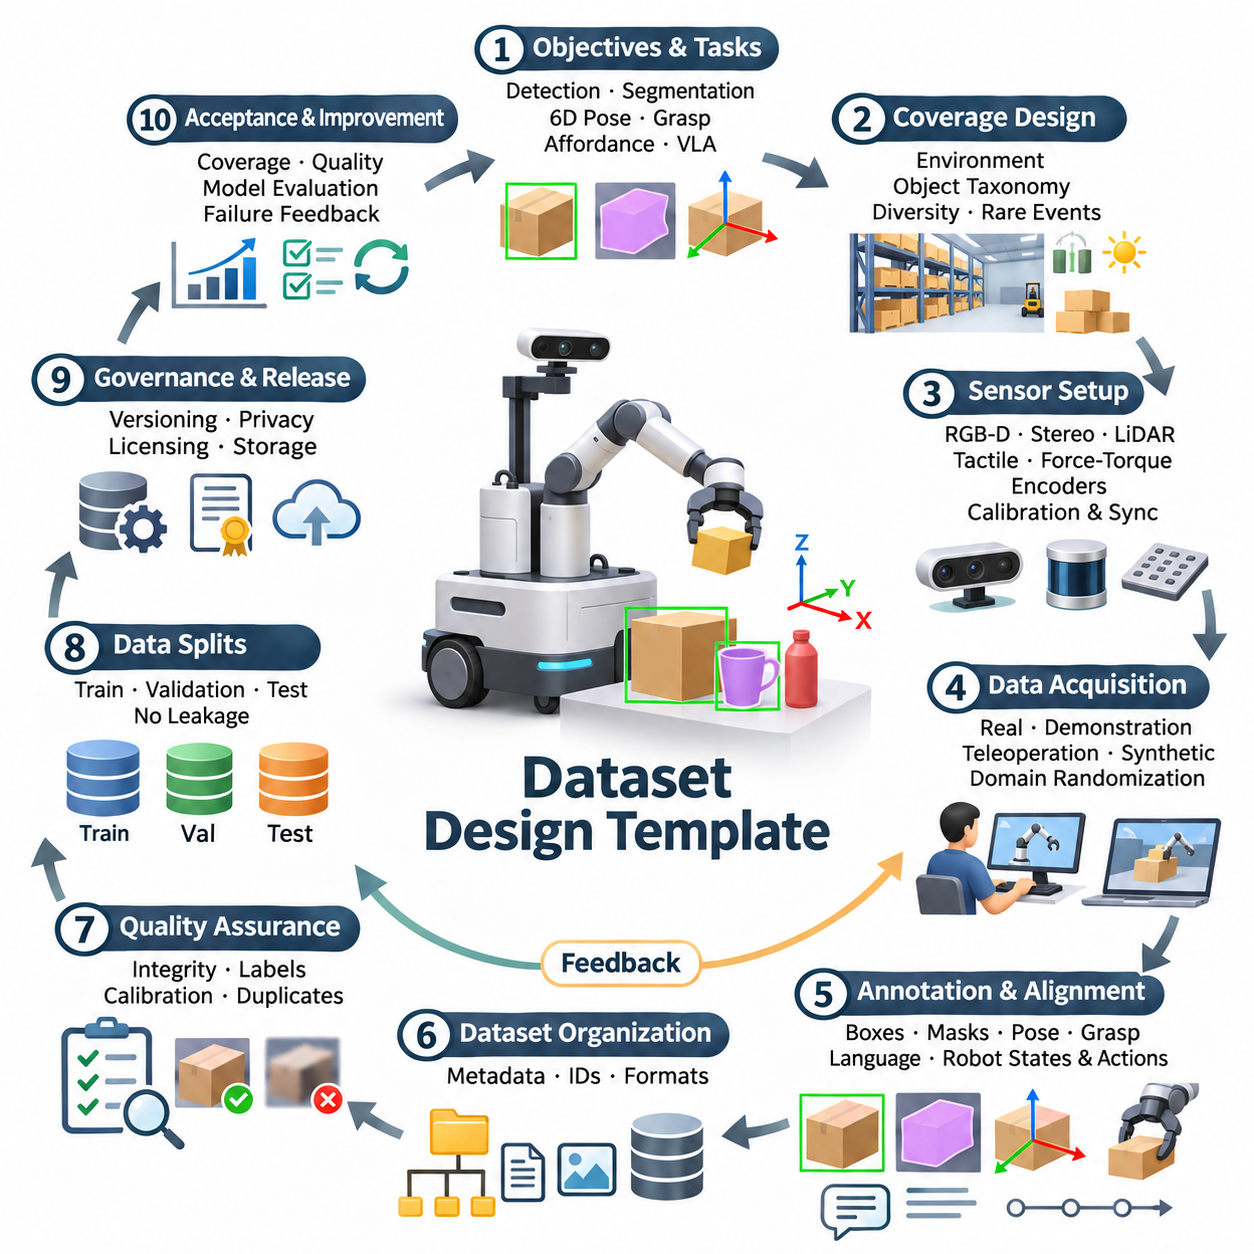 1 Objectives & Tasks
Detection · Segmentation
6D Pose · Grasp
Affordance · VLA
2 Coverage Design
Environment
Object Taxonomy
Diversity · Rare Events
3 Sensor Setup
RGB-D · Stereo · LiDAR
Tactile · Force-Torque
Encoders
Calibration & Sync
4 Data Acquisition
Real · Demonstration
Teleoperation · Synthetic
Domain Randomization
5 Annotation & Alignment
Boxes · Masks · Pose · Grasp
Language · Robot States & Actions
6 Dataset Organization
Metadata · IDs · Formats
7 Quality Assurance
Integrity · Labels
Calibration · Duplicates
8 Data Splits
Train · Validation · Test
No Leakage
Train Val Test
9 Governance & Release
Versioning · Privacy
Licensing · Storage
10 Acceptance & Improvement
Coverage · Quality
Model Evaluation
Failure Feedback
Z
Y
X
Dataset
Design Template
Feedback